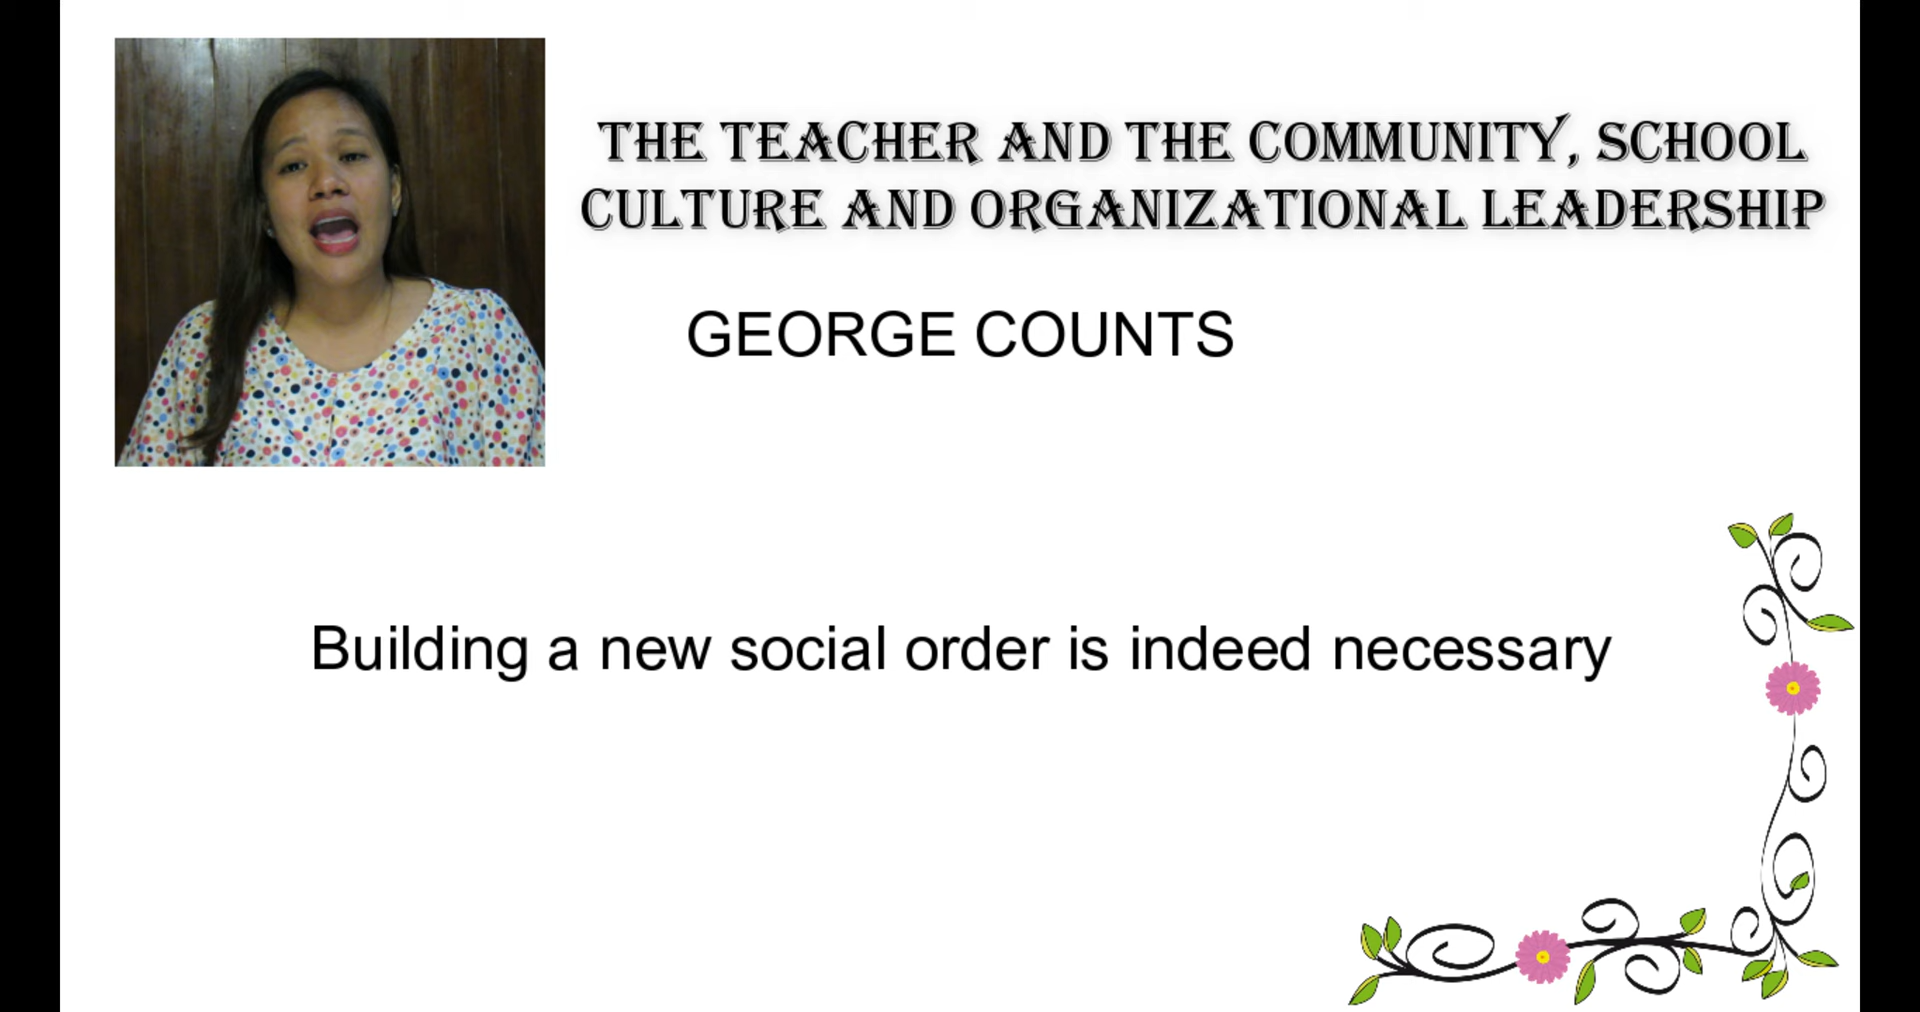 THE TEACHER AND THE COMMUNITY, SCHOOL
CULTURE AND ORGANIZATIONAL LEADERSHIP
GEORGE COUNTS
Building a new social order is indeed necessary